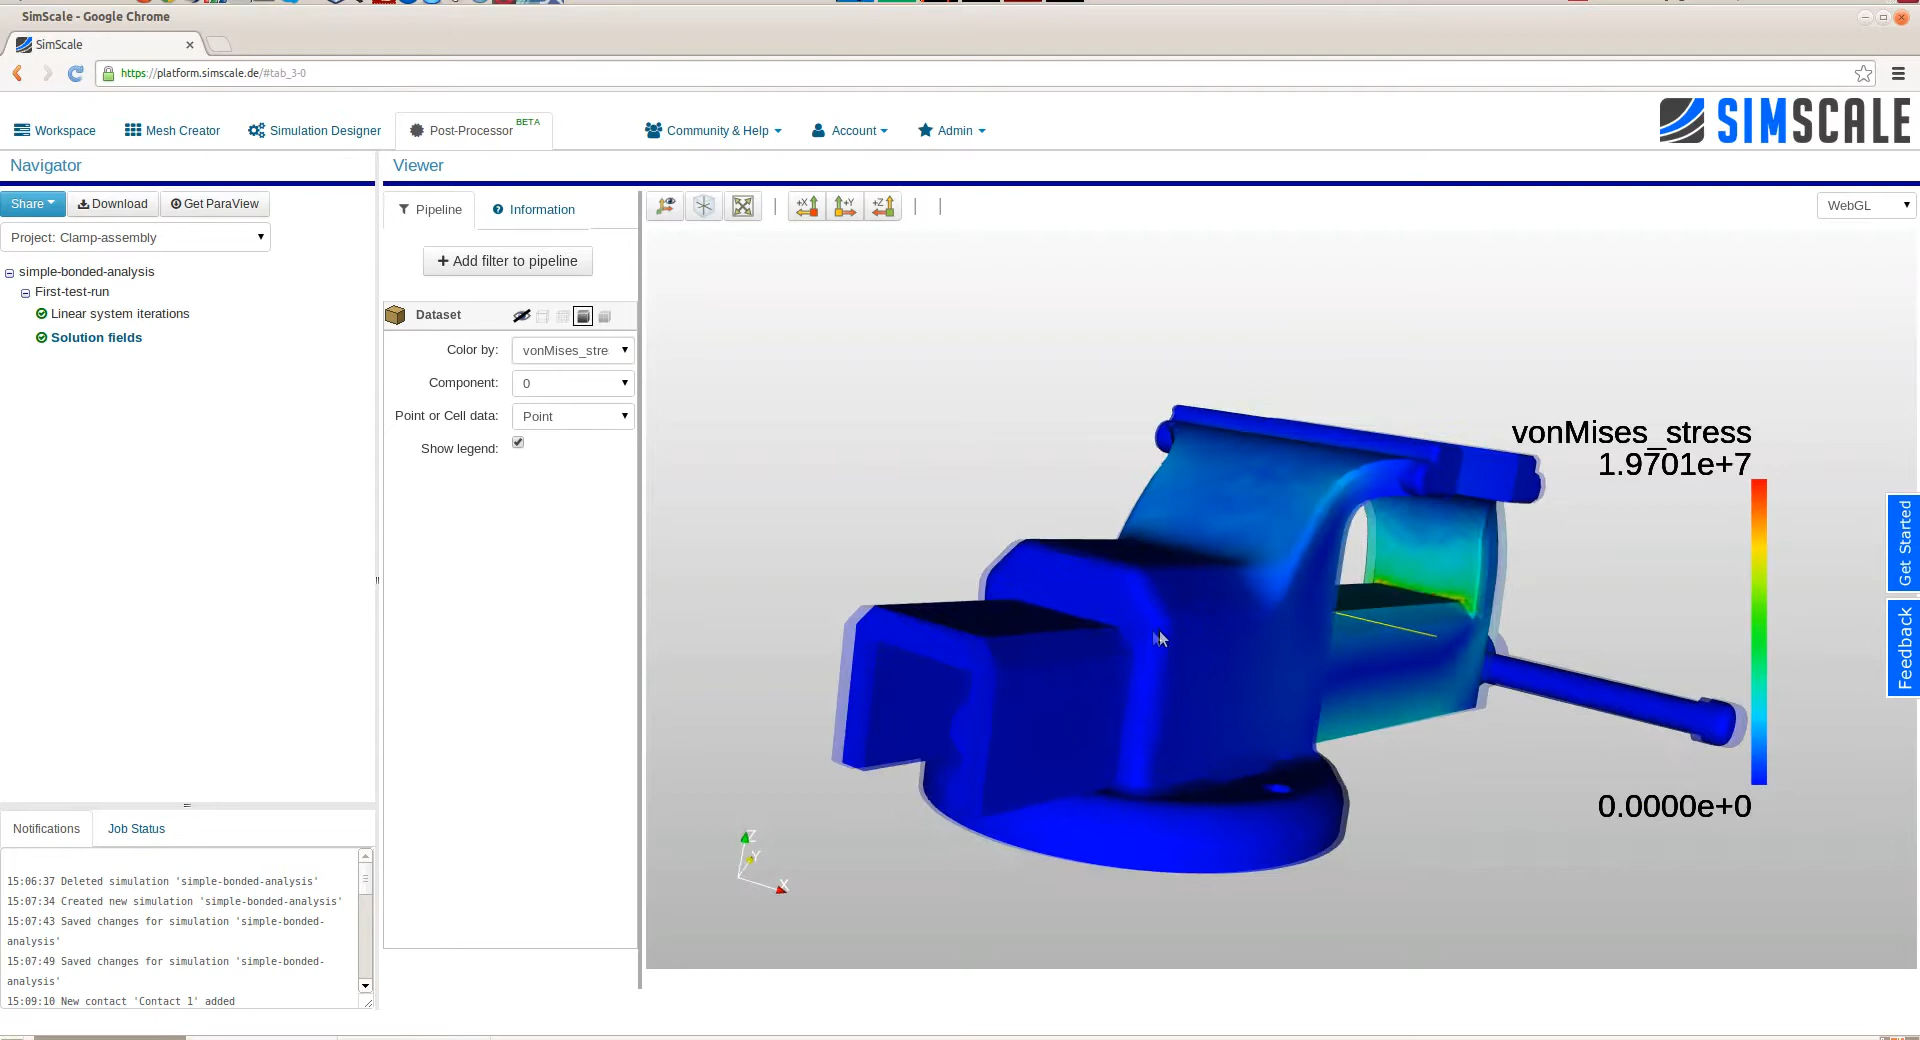 SimScale - Google Chrome
SimScale
https://platform.simscale.de/#tab_3-0
Workspace
Mesh Creator
Simulation Designer
Post-Processor
BETA
Community & Help
Account
Admin
SIMSCALE
Navigator
Viewer
Share
Download
Get ParaView
Pipeline
Information
WebGL
Project: Clamp-assembly
Add filter to pipeline
simple-bonded-analysis
First-test-run
Linear system iterations
Solution fields
Dataset
Color by:
vonMises_stre
Component:
0
Point or Cell data:
Point
Show legend:
+X
+Y
+Z
vonMises_stress
1.9701e+7
0.0000e+0
Get Started
Feedback
Z
Y
X
Notifications
Job Status
15:06:37 Deleted simulation 'simple-bonded-analysis'
15:07:34 Created new simulation 'simple-bonded-analysis'
15:07:43 Saved changes for simulation 'simple-bonded-
analysis'
15:07:49 Saved changes for simulation 'simple-bonded-
analysis'
15:09:10 New contact 'Contact 1' added